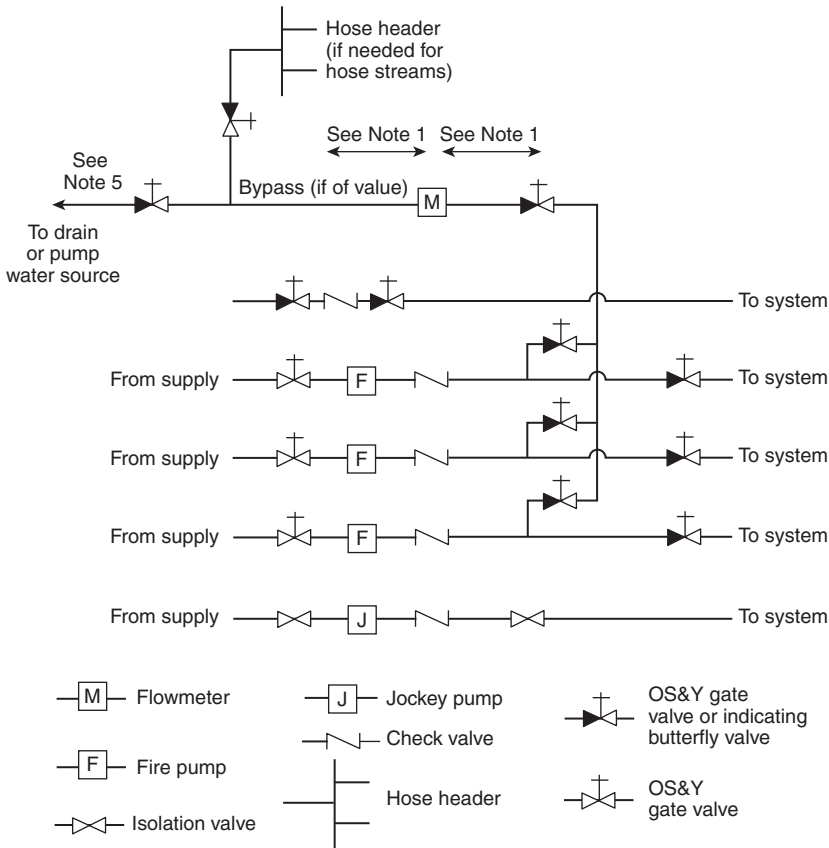 Hose header
(if needed for
hose streams)
See Note 1
See Note 1
See
Note 5
Bypass (if of value)
M
To drain
or pump
water source
To system
From supply
F
To system
From supply
F
To system
From supply
F
To system
From supply
J
To system
M
Flowmeter
J
Jockey pump
OS&Y gate
valve or indicating
butterfly valve
Check valve
F
Fire pump
Hose header
OS&Y
gate valve
Isolation valve